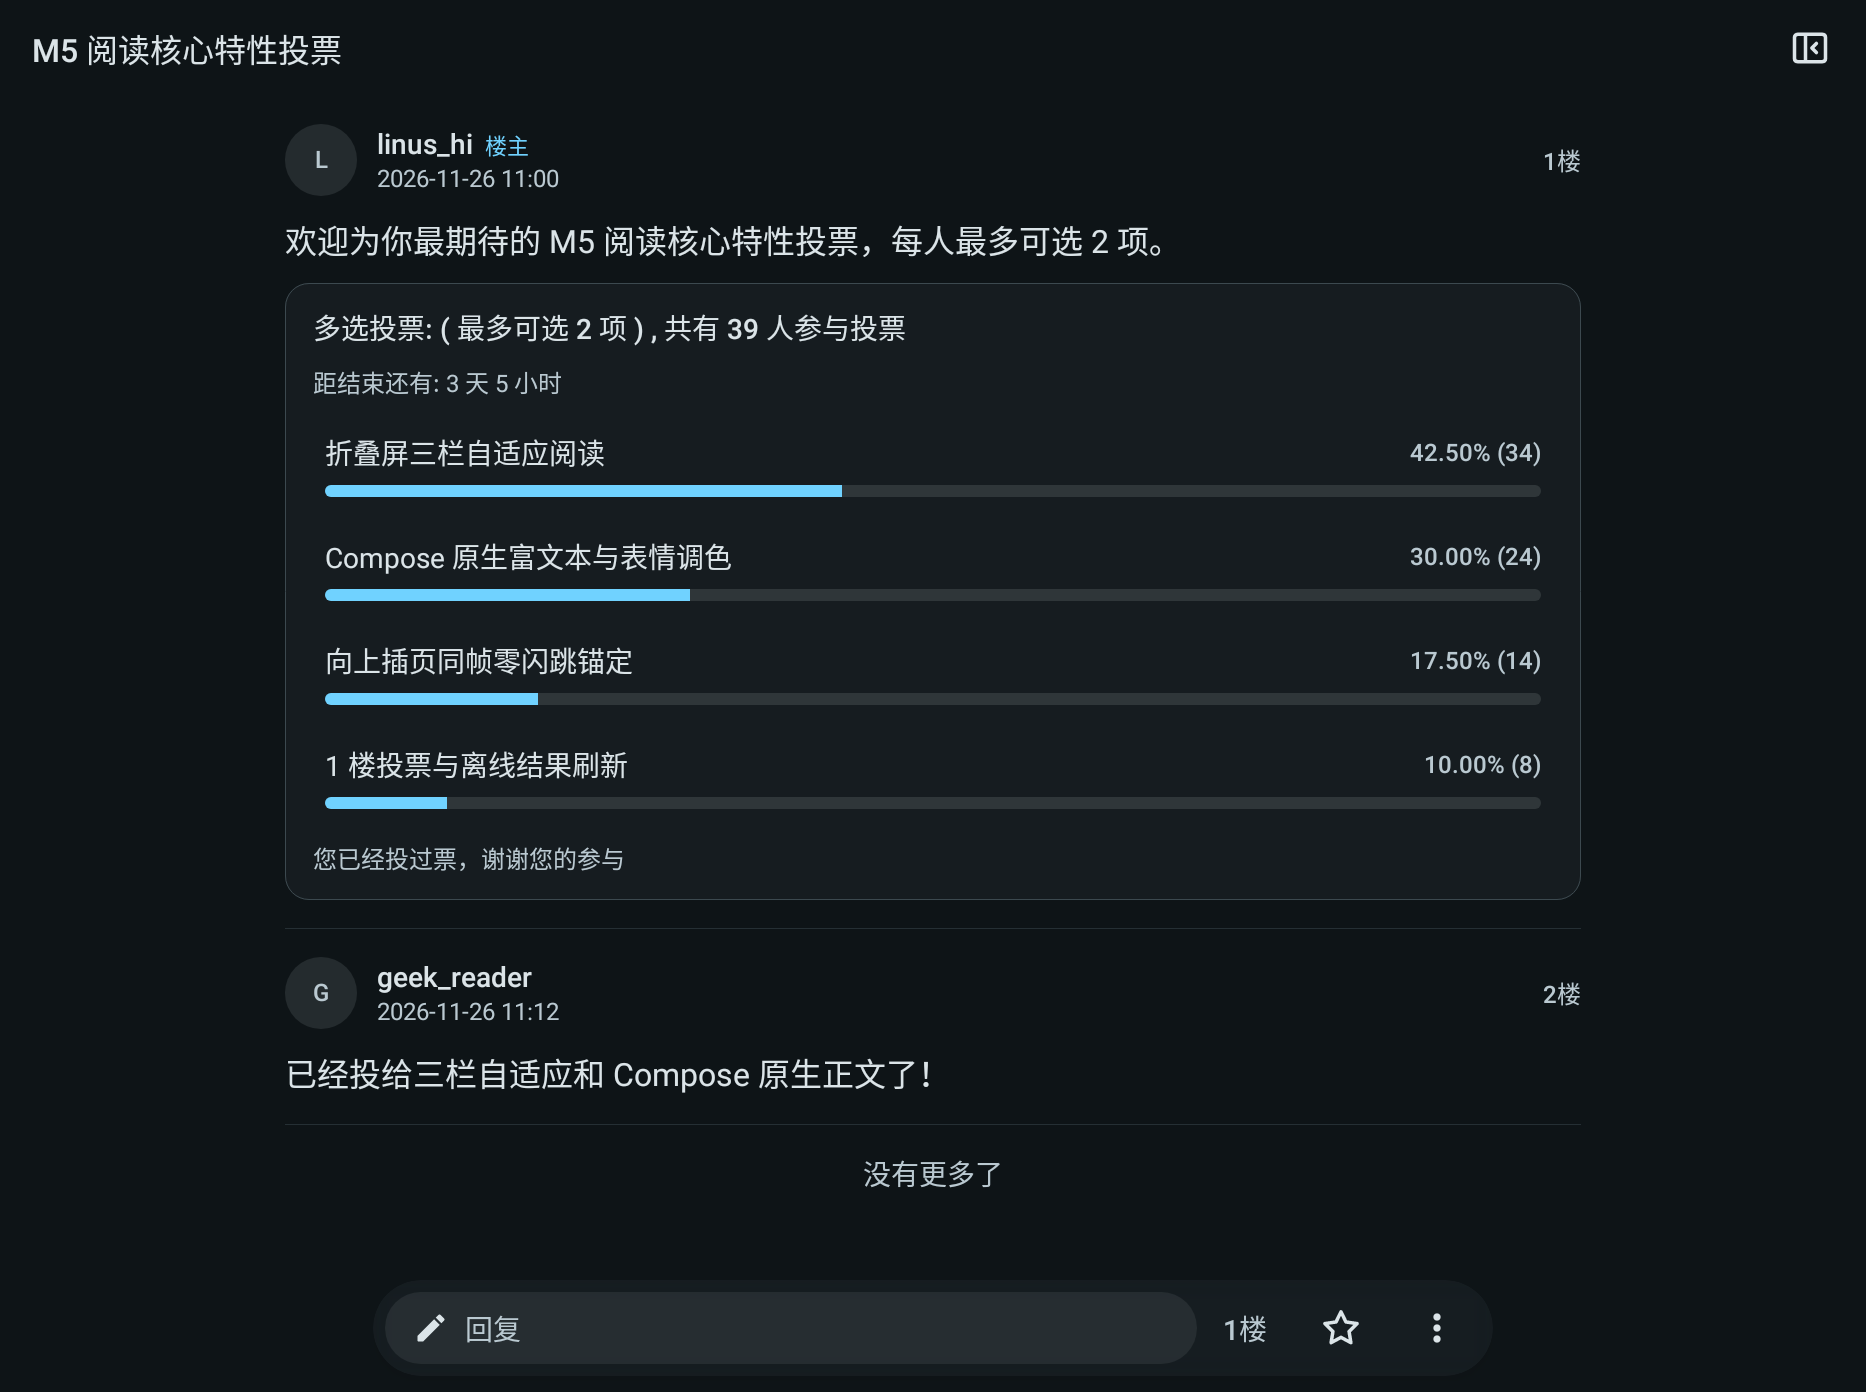 M5 阅读核心特性投票
L
linus_hi 楼主
2026-11-26 11:00
1楼
欢迎为你最期待的 M5 阅读核心特性投票，每人最多可选 2 项。
多选投票: ( 最多可选 2 项 ) , 共有 39 人参与投票
距结束还有: 3 天 5 小时
折叠屏三栏自适应阅读 42.50% (34)
Compose 原生富文本与表情调色 30.00% (24)
向上插页同帧零闪跳锚定 17.50% (14)
1 楼投票与离线结果刷新 10.00% (8)
您已经投过票，谢谢您的参与
G
geek_reader
2026-11-26 11:12
2楼
已经投给三栏自适应和 Compose 原生正文了！
没有更多了
回复 1楼